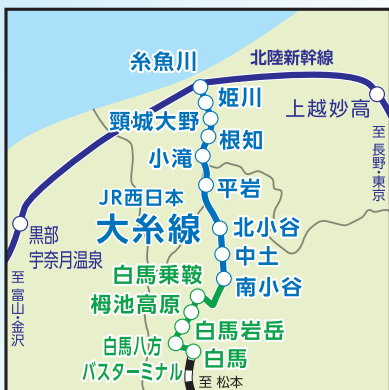 糸魚川
北陸新幹線
姫川
上越妙高
頸城大野
至 長野・東京
根知
小滝
平岩
JR西日本
大糸線
北小谷
黒部
宇奈月温泉
中土
白馬乗鞍
南小谷
至 富山・金沢
栂池高原
白馬岩岳
白馬八方
バスターミナル
白馬
至 松本